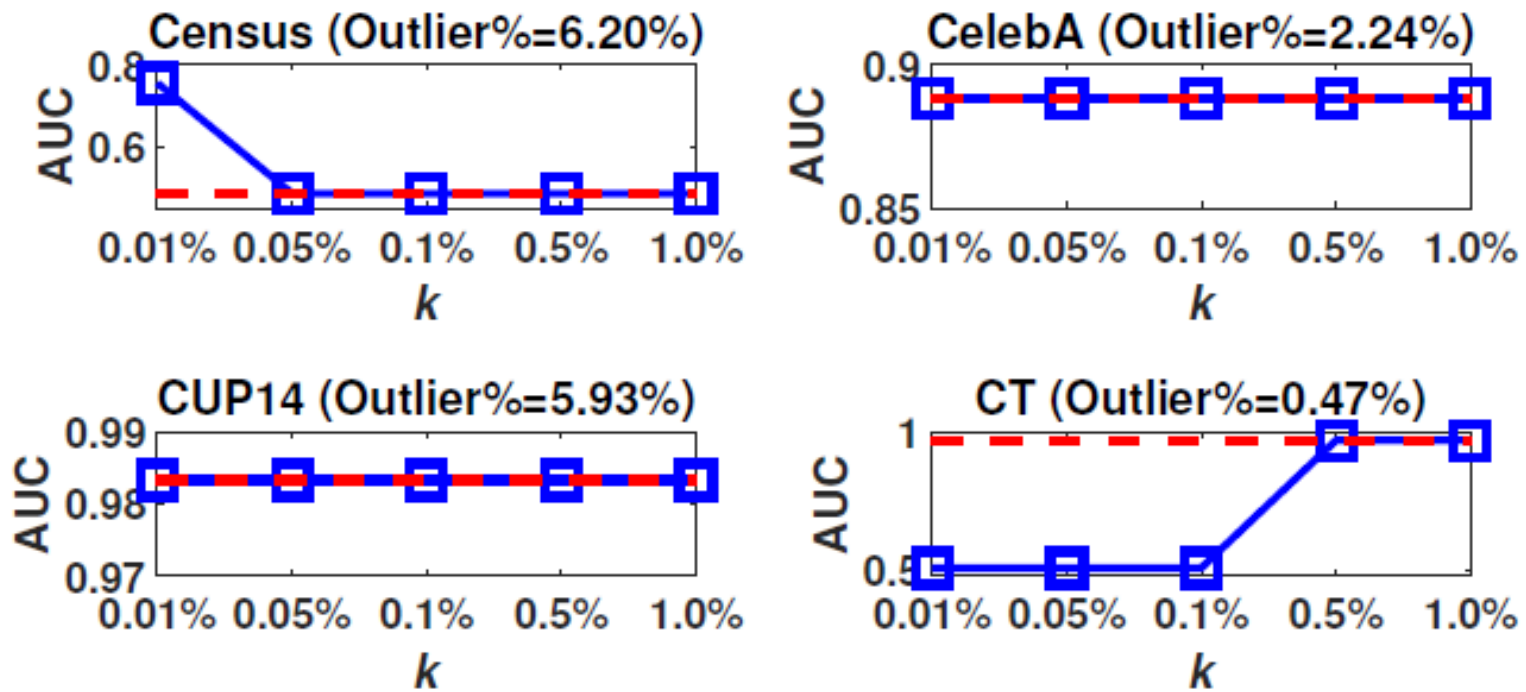 Census (Outlier%=6.20%)
0.8
0.6
AUC
0.01% 0.05% 0.1% 0.5% 1.0%
k
CelebA (Outlier%=2.24%)
0.9
0.85
AUC
0.01% 0.05% 0.1% 0.5% 1.0%
k
CUP14 (Outlier%=5.93%)
0.99
0.98
0.97
AUC
0.01% 0.05% 0.1% 0.5% 1.0%
k
CT (Outlier%=0.47%)
1
0.5
AUC
0.01% 0.05% 0.1% 0.5% 1.0%
k